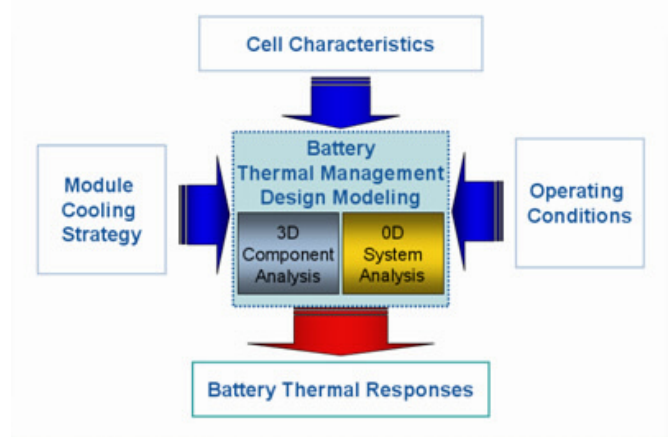 Cell Characteristics
Module
Cooling
Strategy
Battery
Thermal Management
Design Modeling
3D
Component
Analysis
0D
System
Analysis
Operating
Conditions
Battery Thermal Responses